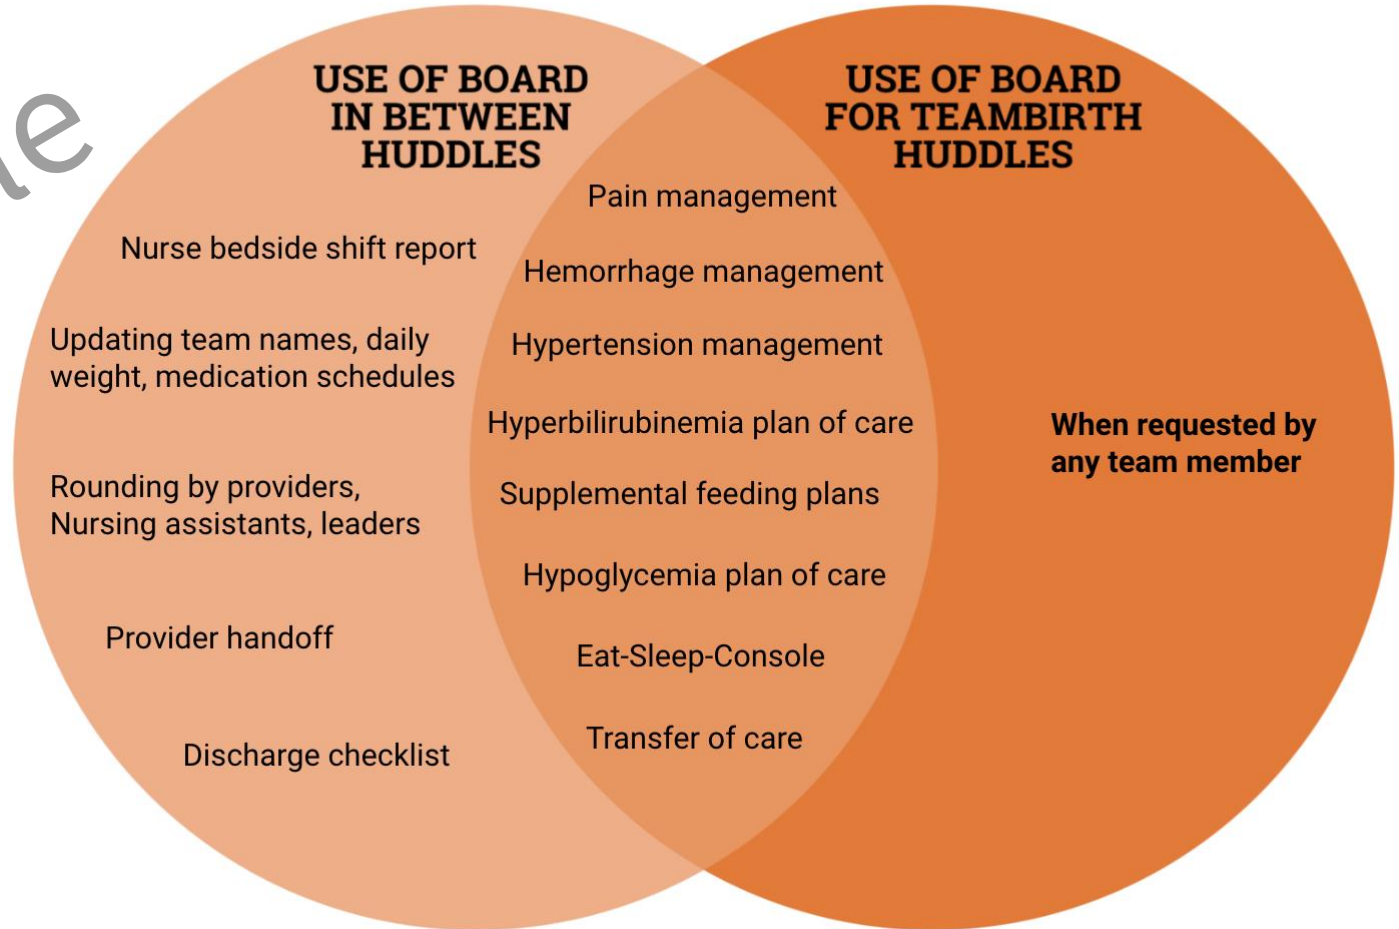 USE OF BOARD
IN BETWEEN
HUDDLES
Nurse bedside shift report
Updating team names, daily
weight, medication schedules
Rounding by providers,
Nursing assistants, leaders
Provider handoff
Discharge checklist
Pain management
Hemorrhage management
Hypertension management
Hyperbilirubinemia plan of care
Supplemental feeding plans
Hypoglycemia plan of care
Eat-Sleep-Console
Transfer of care
USE OF BOARD
FOR TEAMBIRTH
HUDDLES
When requested by
any team member